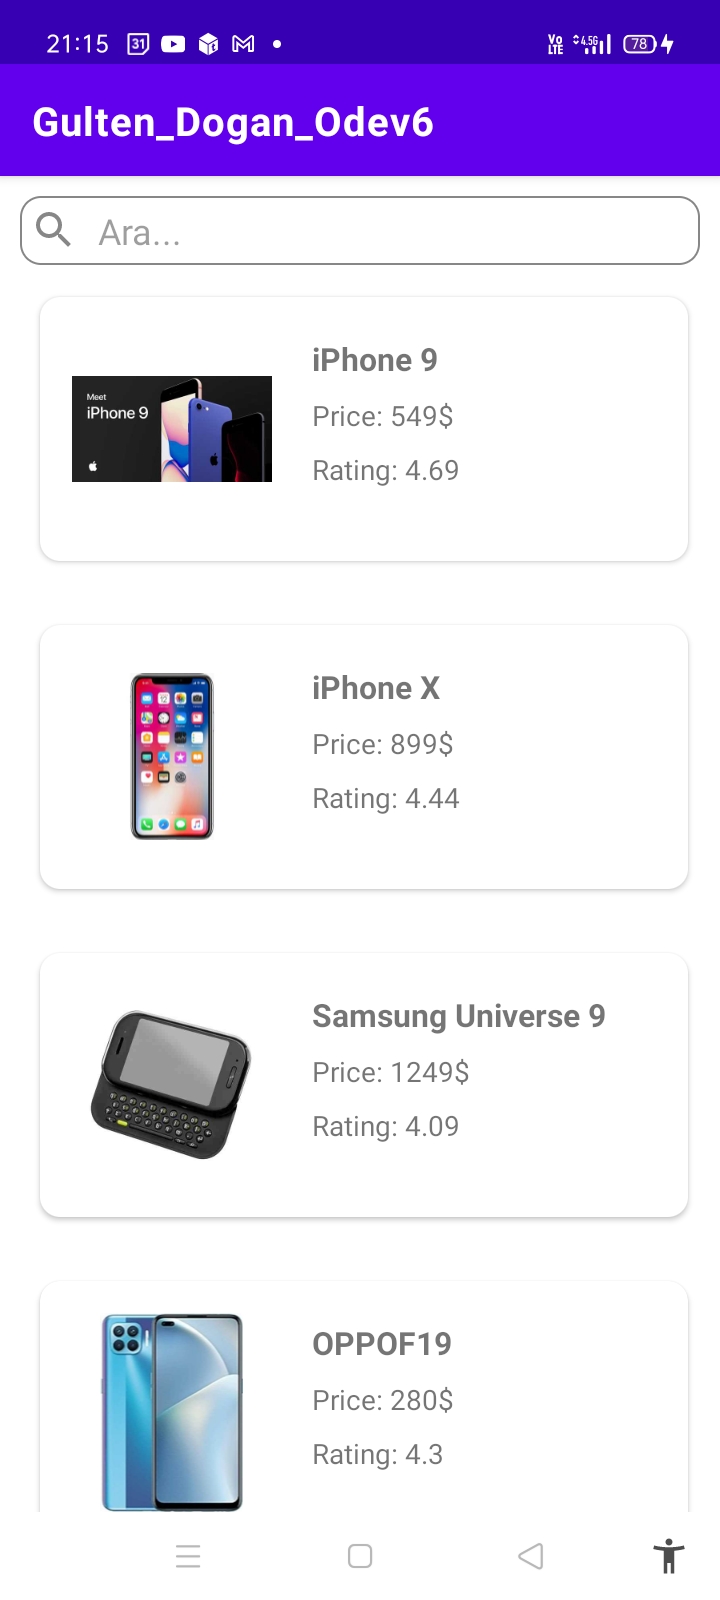 21:15 31 Vo LTE 4.5G 78
Gulten_Dogan_Odev6
Ara...
Meet
iPhone 9
iPhone 9
Price: 549$
Rating: 4.69
iPhone X
Price: 899$
Rating: 4.44
Samsung Universe 9
Price: 1249$
Rating: 4.09
OPPOF19
Price: 280$
Rating: 4.3